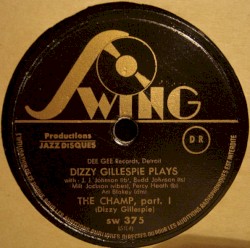 SWING
Productions
JAZZ DISQUES
DR
DEE GEE Records, Detroit
DIZZY GILLESPIE PLAYS
with - J. J. Johnson (tb), Budd Johnson (ts)
Milt Jackson (vibes), Percy Heath (b)
Art Blakey (dm)
THE CHAMP, part. 1
(Dizzy Gillespie)
sw 375